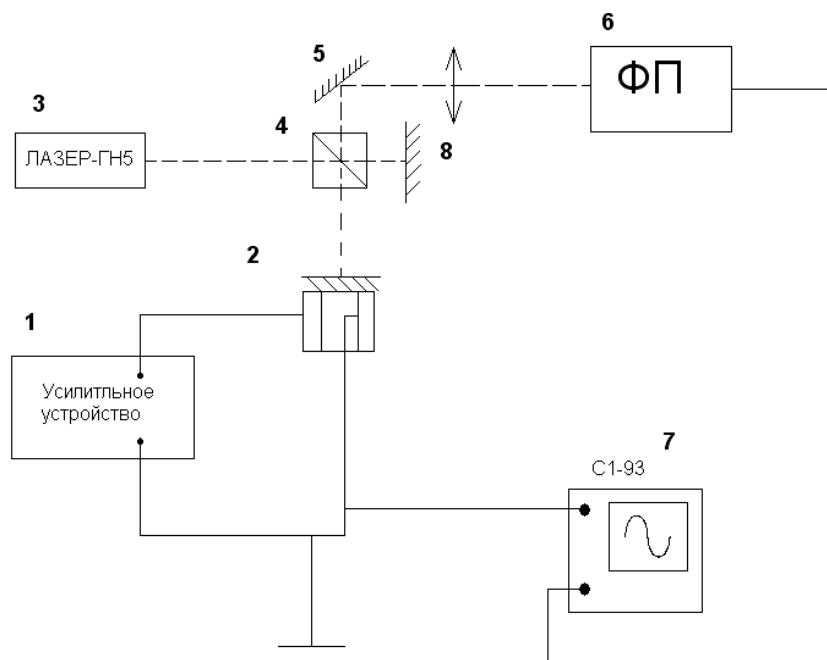 6
ФП
5
3
4
ЛАЗЕР-ГН5
8
2
1
Усилитльное
устройство
7
С1-93